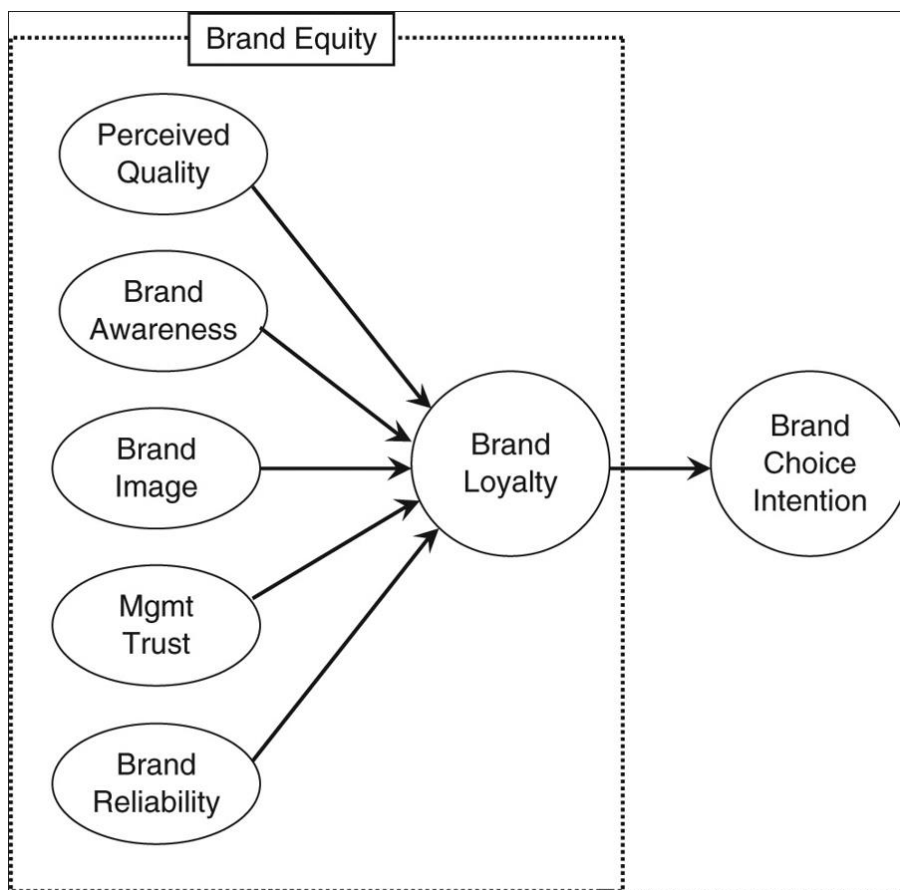 Brand Equity
Perceived
Quality
Brand
Awareness
Brand
Image
Mgmt
Trust
Brand
Reliability
Brand
Loyalty
Brand
Choice
Intention